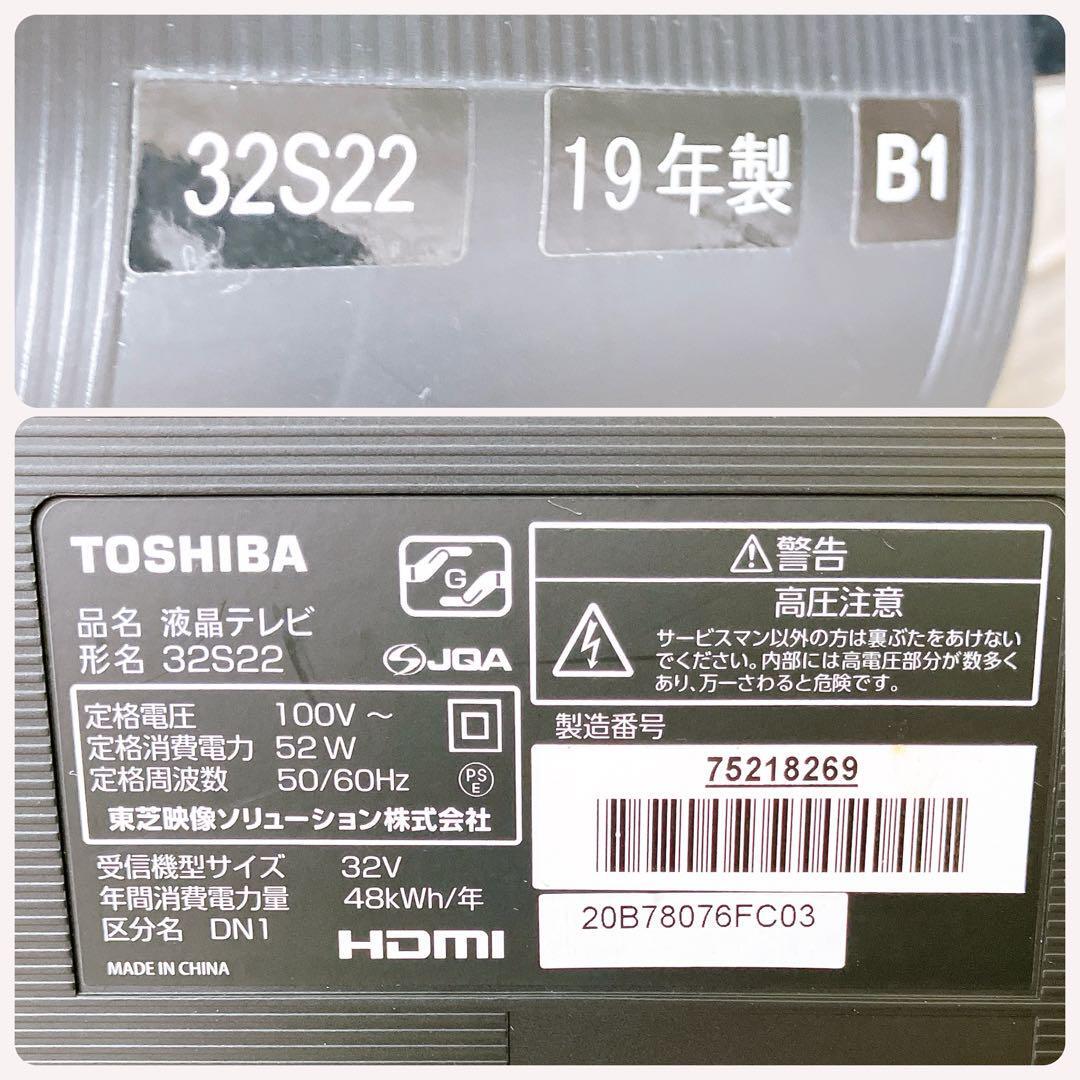 32S22
19年製
B1
TOSHIBA
G
品名 液晶テレビ
形名 32S22
JQA
定格電圧 100V ～
定格消費電力 52W
定格周波数 50/60Hz
PS
E
東芝映像ソリューション株式会社
受信機型サイズ 32V
年間消費電力量 48kWh/年
区分名 DN1
HDMI
MADE IN CHINA
⚠警告
高圧注意
サービスマン以外の方は裏ぶたをあけない
でください。内部には高電圧部分が数多く
あり、万一さわると危険です。
製造番号
75218269
20B78076FC03